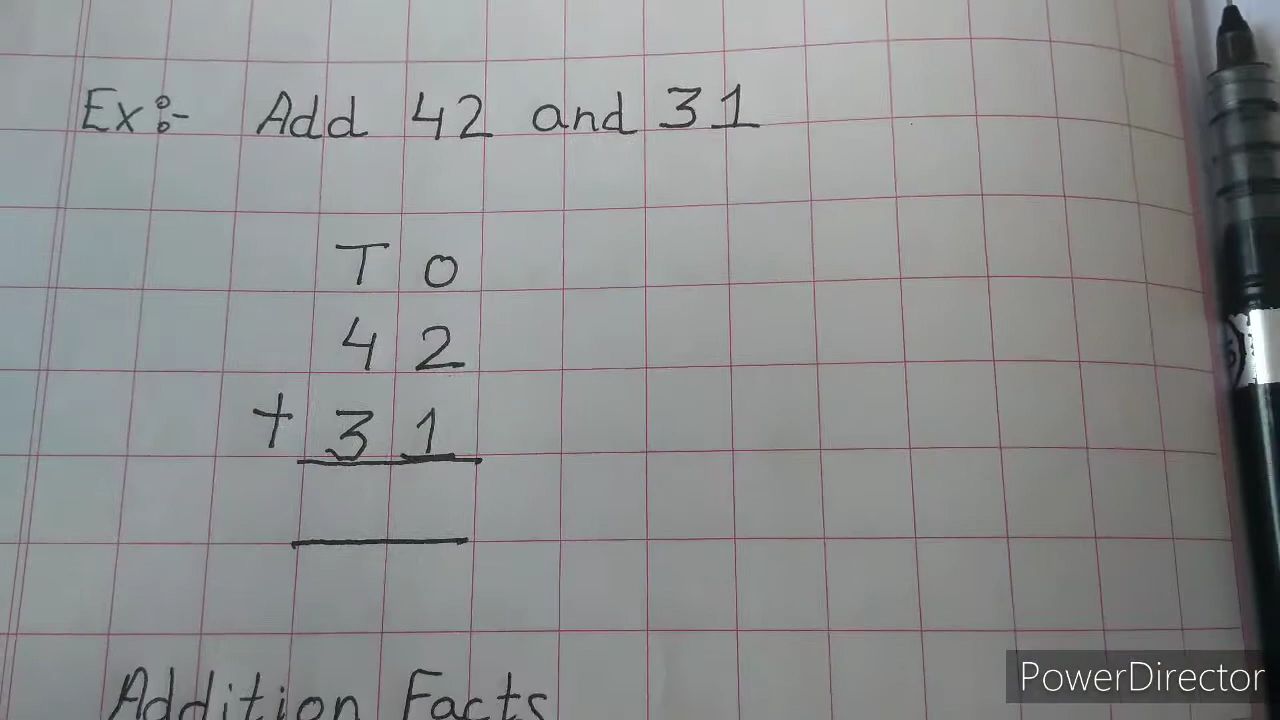 Ex:- Add 42 and 31
T O
4 2
+ 3 1
Addition Facts
PowerDirector